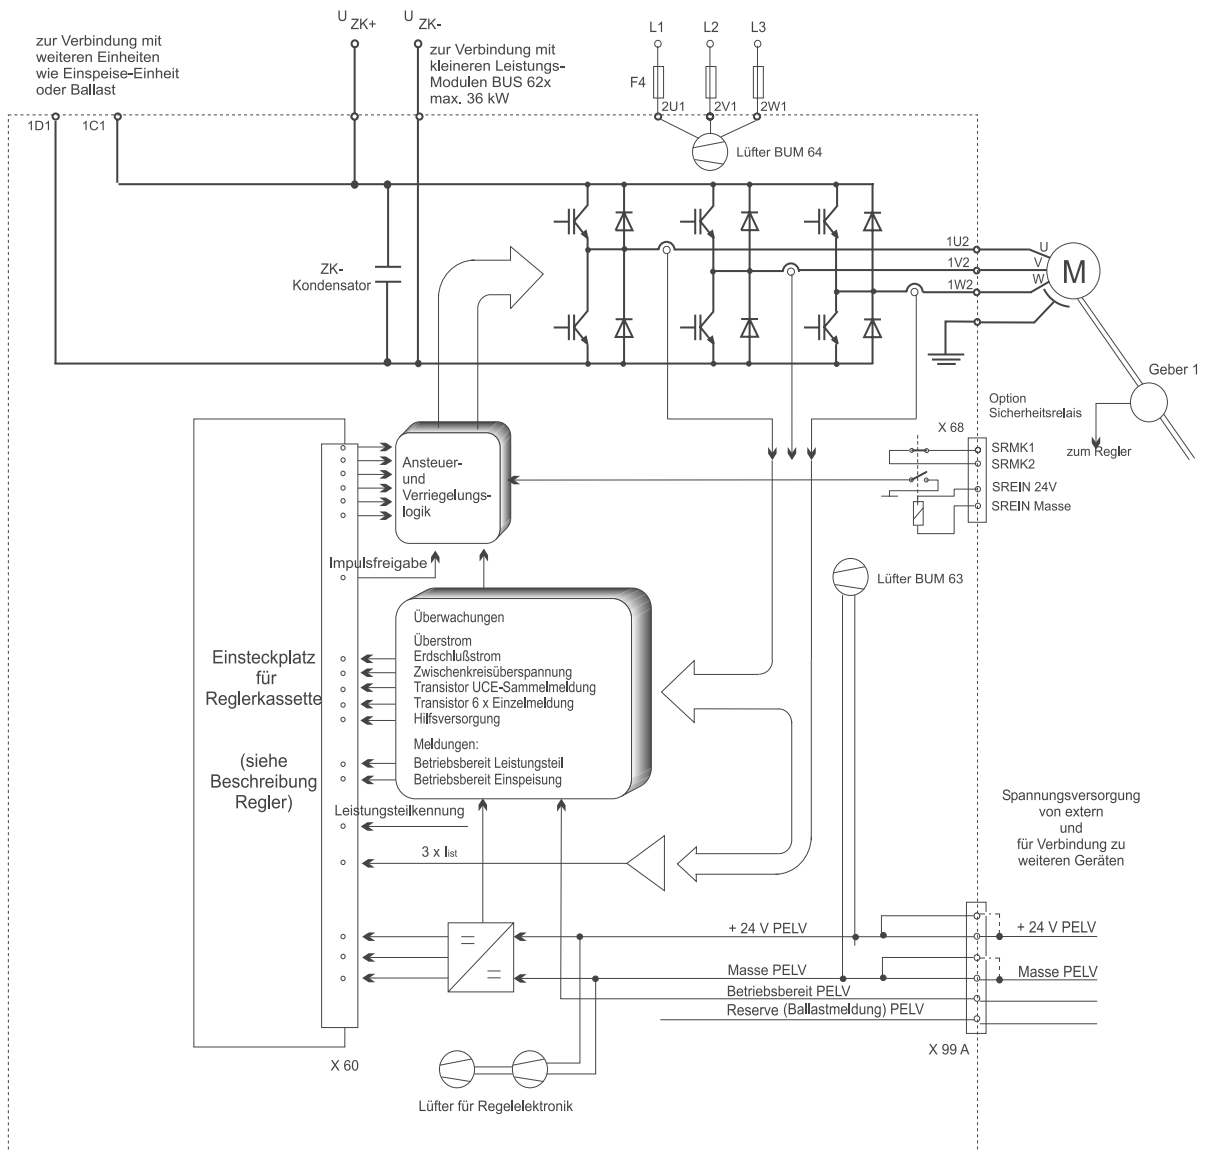 U ZK+
U ZK-
L1
L2
L3
zur Verbindung mit
weiteren Einheiten
wie Einspeise-Einheit
oder Ballast
zur Verbindung mit
kleineren Leistungs-
Modulen BUS 62x
max. 36 kW
F4
2U1
2V1
2W1
1D1
1C1
Lüfter BUM 64
ZK-
Kondensator
1U2
1V2
1W2
U
V
W
M
Geber 1
zum Regler
Option
Sicherheitsrelais
X 68
SRMK1
SRMK2
SREIN 24V
SREIN Masse
Ansteuer-
und
Verriegelungs-
logik
Impulsfreigabe
Lüfter BUM 63
Überwachungen
Überstrom
Erdschlußstrom
Zwischenkreisüberspannung
Transistor UCE-Sammelmeldung
Transistor 6 x Einzelmeldung
Hilfsversorgung
Meldungen:
Betriebsbereit Leistungsteil
Betriebsbereit Einspeisung
Einsteckplatz
für
Reglerkassette
(siehe
Beschreibung
Regler)
Leistungsteilkennung
3 x Iist
Spannungsversorgung
von extern
und
für Verbindung zu
weiteren Geräten
+ 24 V PELV
+ 24 V PELV
Masse PELV
Masse PELV
Betriebsbereit PELV
Reserve (Ballastmeldung) PELV
X 99 A
X 60
Lüfter für Regelelektronik